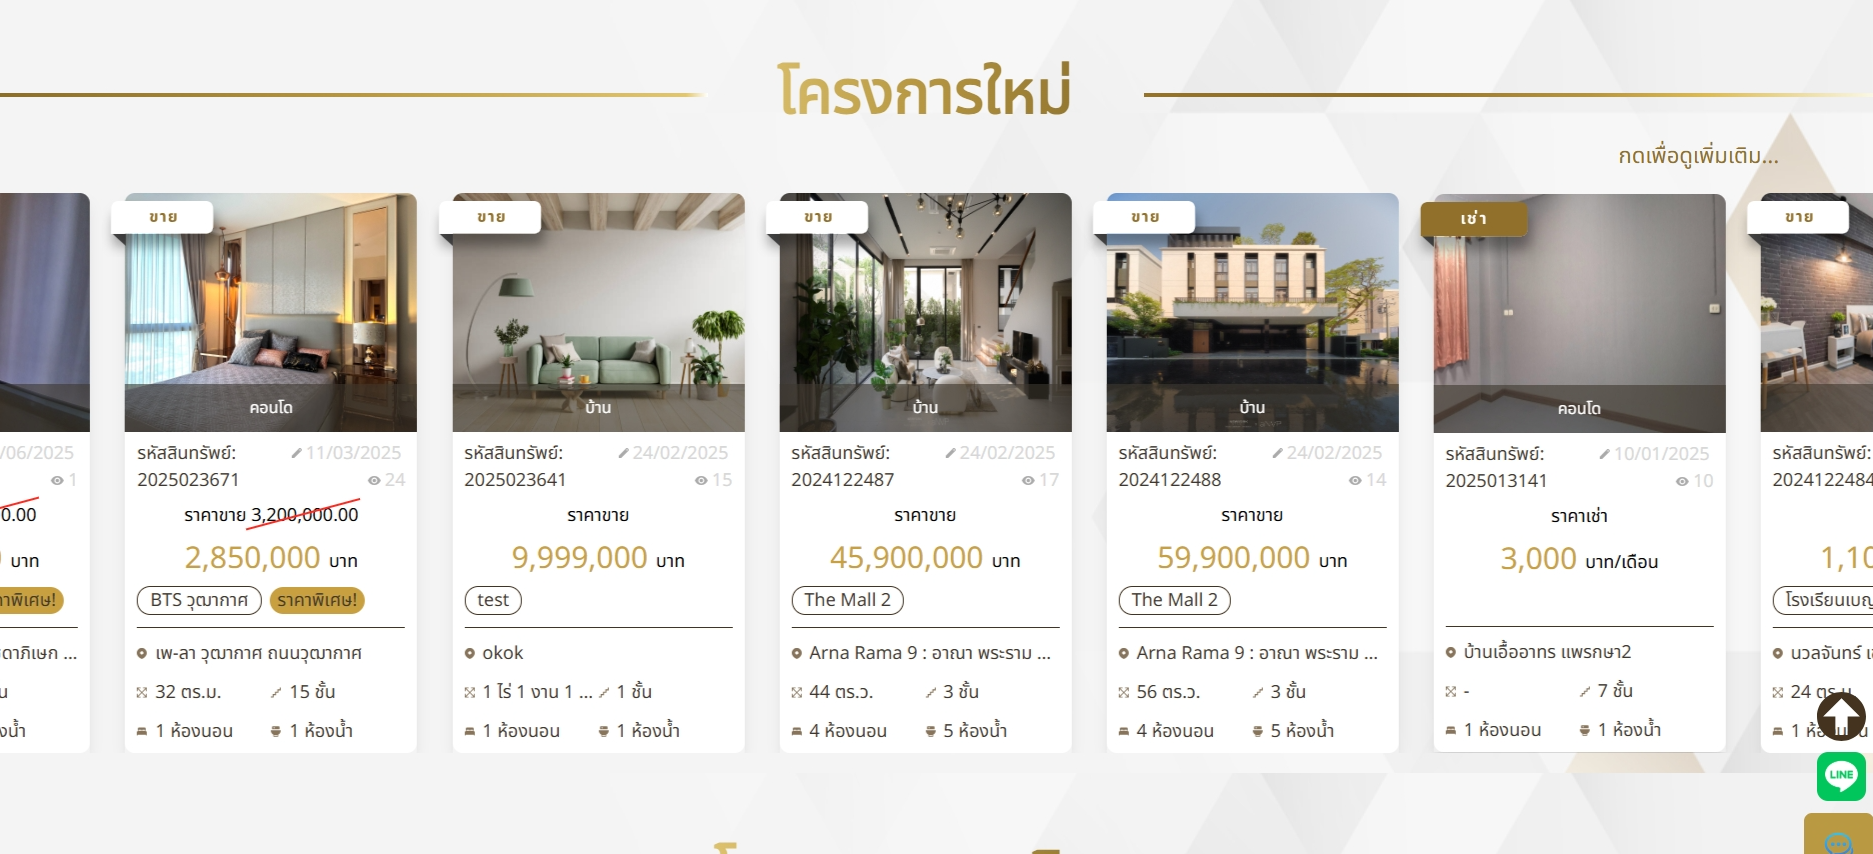 โครงการใหม่
กดเพื่อดูเพิ่มเติม...
/06/2025
1
0.00
บาท
ดาภิเษก ...
ขาย
คอนโด
รหัสสินทรัพย์:
11/03/2025
2025023671
24
ราคาขาย 3,200,000.00
2,850,000 บาท
BTS วุฒากาศ ราคาพิเศษ!
เพ-ลา วุฒากาศ ถนนวุฒากาศ
32 ตร.ม. 15 ชั้น
1 ห้องนอน 1 ห้องน้ำ
ขาย
บ้าน
รหัสสินทรัพย์:
24/02/2025
2025023641
15
ราคาขาย
9,999,000 บาท
test
okok
1 ไร่ 1 งาน 1 ... 1 ชั้น
1 ห้องนอน 1 ห้องน้ำ
ขาย
บ้าน
รหัสสินทรัพย์:
24/02/2025
2024122487
17
ราคาขาย
45,900,000 บาท
The Mall 2
Arna Rama 9 : อาณา พระราม ...
44 ตร.ว. 3 ชั้น
4 ห้องนอน 5 ห้องน้ำ
ขาย
บ้าน
รหัสสินทรัพย์:
24/02/2025
2024122488
14
ราคาขาย
59,900,000 บาท
The Mall 2
Arna Rama 9 : อาณา พระราม ...
56 ตร.ว. 3 ชั้น
4 ห้องนอน 5 ห้องน้ำ
เช่า
คอนโด
รหัสสินทรัพย์:
10/01/2025
2025013141
10
ราคาเช่า
3,000 บาท/เดือน
บ้านเอื้ออาทร แพรกษา2
- 7 ชั้น
1 ห้องนอน 1 ห้องน้ำ
ขาย
รหัสสินทรัพย์:
2024122484
1,10
โรงเรียนเบญ
นวลจันทร์
24 ตร.ว.
LINE